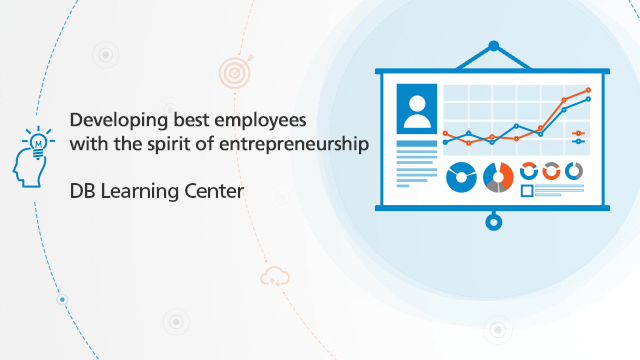 Developing best employees
with the spirit of entrepreneurship
DB Learning Center
M